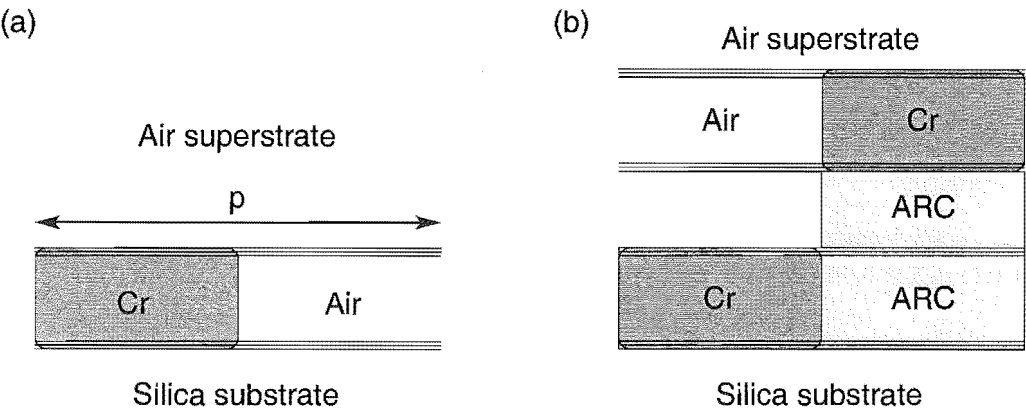 (a)
Air superstrate
p
Cr
Air
Silica substrate
(b)
Air superstrate
Air
Cr
ARC
Cr
ARC
Silica substrate